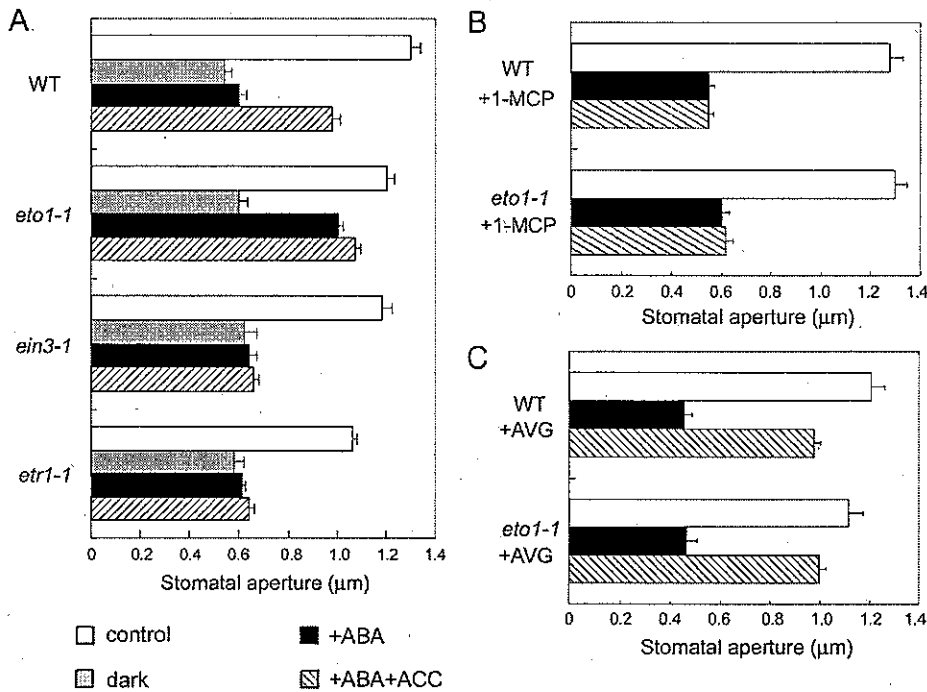 A
WT
eto1-1
ein3-1
etr1-1
0 0.2 0.4 0.6 0.8 1.0 1.2 1.4
Stomatal aperture (µm)
B
WT
+1-MCP
eto1-1
+1-MCP
0 0.2 0.4 0.6 0.8 1.0 1.2 1.4
Stomatal aperture (µm)
C
WT
+AVG
eto1-1
+AVG
0 0.2 0.4 0.6 0.8 1.0 1.2 1.4
Stomatal aperture (µm)
control
+ABA
dark
+ABA+ACC